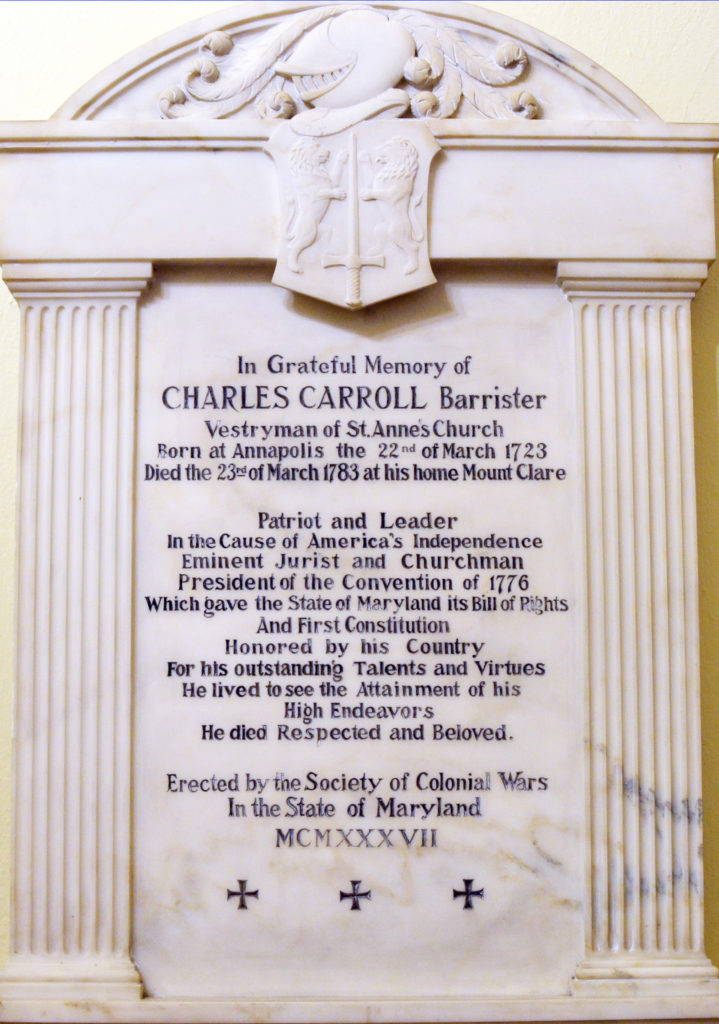 In Grateful Memory of
CHARLES CARROLL Barrister
Vestryman of St. Anne's Church
Born at Annapolis the 22nd of March 1723
Died the 23rd of March 1783 at his home Mount Clare
Patriot and Leader
In the Cause of America's Independence
Eminent Jurist and Churchman
President of the Convention of 1776
Which gave the State of Maryland its Bill of Rights
And First Constitution
Honored by his Country
For his outstanding Talents and Virtues
He lived to see the Attainment of his
High Endeavors
He died Respected and Beloved.
Erected by the Society of Colonial Wars
In the State of Maryland
MCMXXXVII